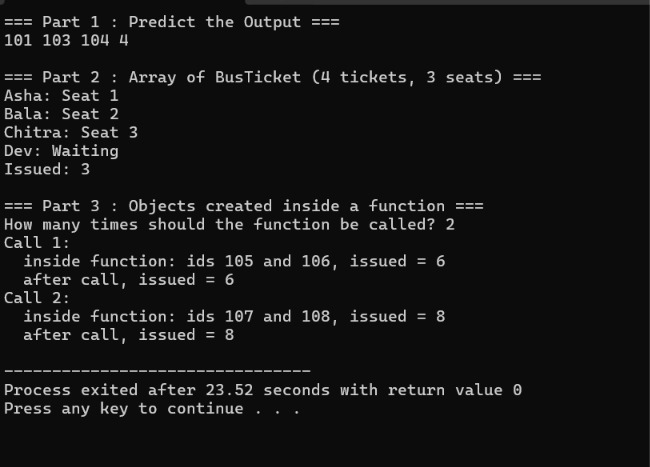 === Part 1 : Predict the Output ===
101 103 104 4
=== Part 2 : Array of BusTicket (4 tickets, 3 seats) ===
Asha: Seat 1
Bala: Seat 2
Chitra: Seat 3
Dev: Waiting
Issued: 3
=== Part 3 : Objects created inside a function ===
How many times should the function be called? 2
Call 1:
  inside function: ids 105 and 106, issued = 6
  after call, issued = 6
Call 2:
  inside function: ids 107 and 108, issued = 8
  after call, issued = 8
--------------------------------
Process exited after 23.52 seconds with return value 0
Press any key to continue . . .